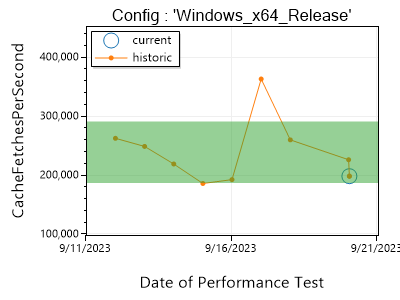 Config : 'Windows_x64_Release'
current
historic
CacheFetchesPerSecond
400,000
300,000
200,000
100,000
9/11/2023
9/16/2023
9/21/2023
Date of Performance Test